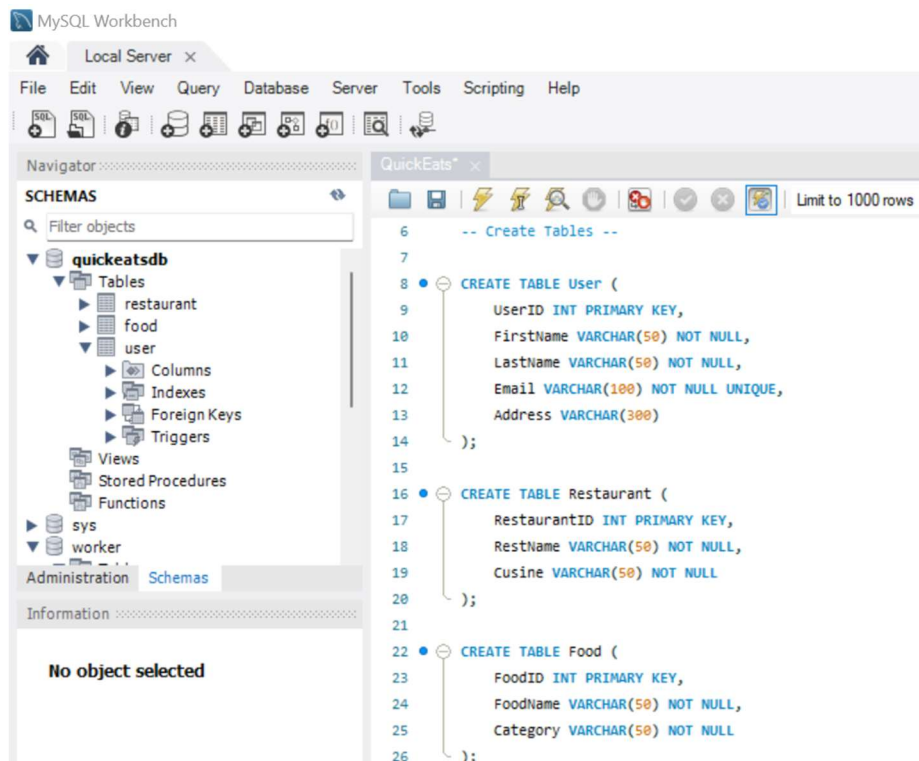 MySQL Workbench
Local Server ×
File Edit View Query Database Server Tools Scripting Help
Navigator
SCHEMAS
Filter objects
quickeatsdb
Tables
restaurant
food
user
Columns
Indexes
Foreign Keys
Triggers
Views
Stored Procedures
Functions
sys
worker
Administration Schemas
Information
No object selected
QuickEats* ×
Limit to 1000 rows
6 -- Create Tables --
7
8 CREATE TABLE User (
9 UserID INT PRIMARY KEY,
10 FirstName VARCHAR(50) NOT NULL,
11 LastName VARCHAR(50) NOT NULL,
12 Email VARCHAR(100) NOT NULL UNIQUE,
13 Address VARCHAR(300)
14 );
15
16 CREATE TABLE Restaurant (
17 RestaurantID INT PRIMARY KEY,
18 RestName VARCHAR(50) NOT NULL,
19 Cusine VARCHAR(50) NOT NULL
20 );
21
22 CREATE TABLE Food (
23 FoodID INT PRIMARY KEY,
24 FoodName VARCHAR(50) NOT NULL,
25 Category VARCHAR(50) NOT NULL
26 );